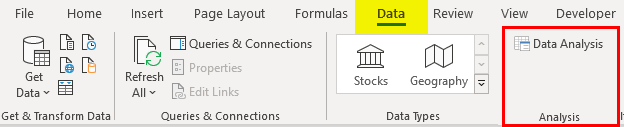 File Home Insert Page Layout Formulas Data Review View Developer
Queries & Connections
Data Analysis
Get Data
Refresh All
Properties
Edit Links
Stocks Geography
Get & Transform Data Queries & Connections Data Types Analysis